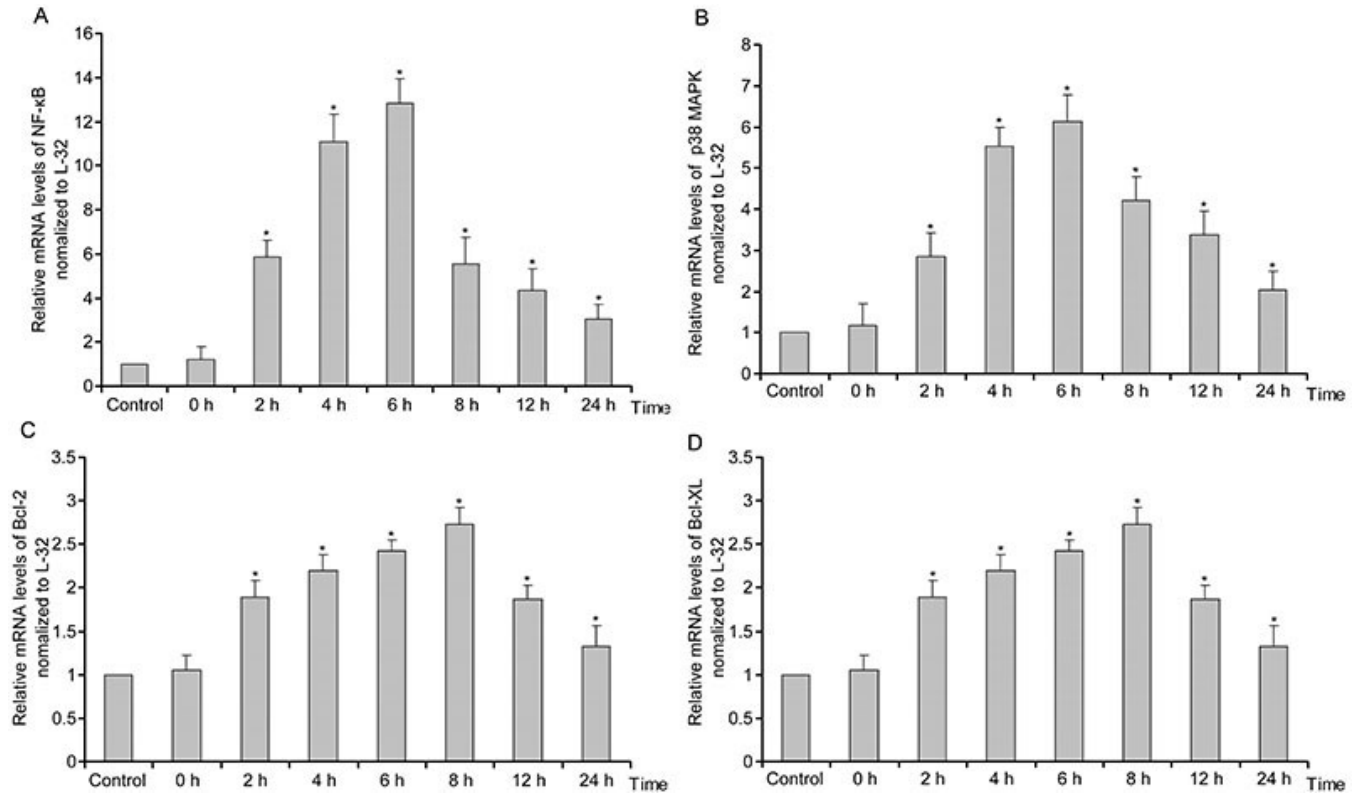 A
Relative mRNA levels of NF-κB
nomalized to L-32
16
14
12
10
8
6
4
2
0
* * * * * *
Control 0 h 2 h 4 h 6 h 8 h 12 h 24 h Time
B
Relative mRNA levels of p38 MAPK
nomalized to L-32
8
7
6
5
4
3
2
1
0
* * * * * *
Control 0 h 2 h 4 h 6 h 8 h 12 h 24 h Time
C
Relative mRNA levels of Bcl-2
nomalized to L-32
3.5
3
2.5
2
1.5
1
0.5
0
* * * * * *
Control 0 h 2 h 4 h 6 h 8 h 12 h 24 h Time
D
Relative mRNA levels of Bcl-XL
nomalized to L-32
3.5
3
2.5
2
1.5
1
0.5
0
* * * * * *
Control 0 h 2 h 4 h 6 h 8 h 12 h 24 h Time